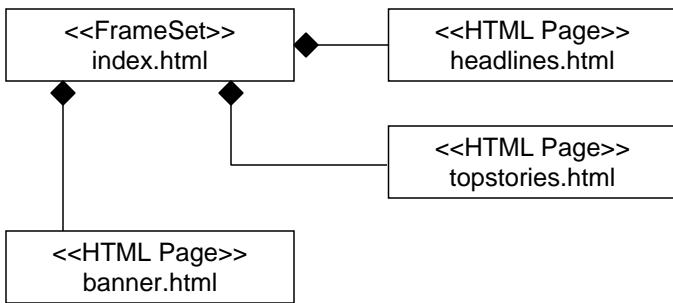 <<FrameSet>>
index.html
<<HTML Page>>
headlines.html
<<HTML Page>>
topstories.html
<<HTML Page>>
banner.html